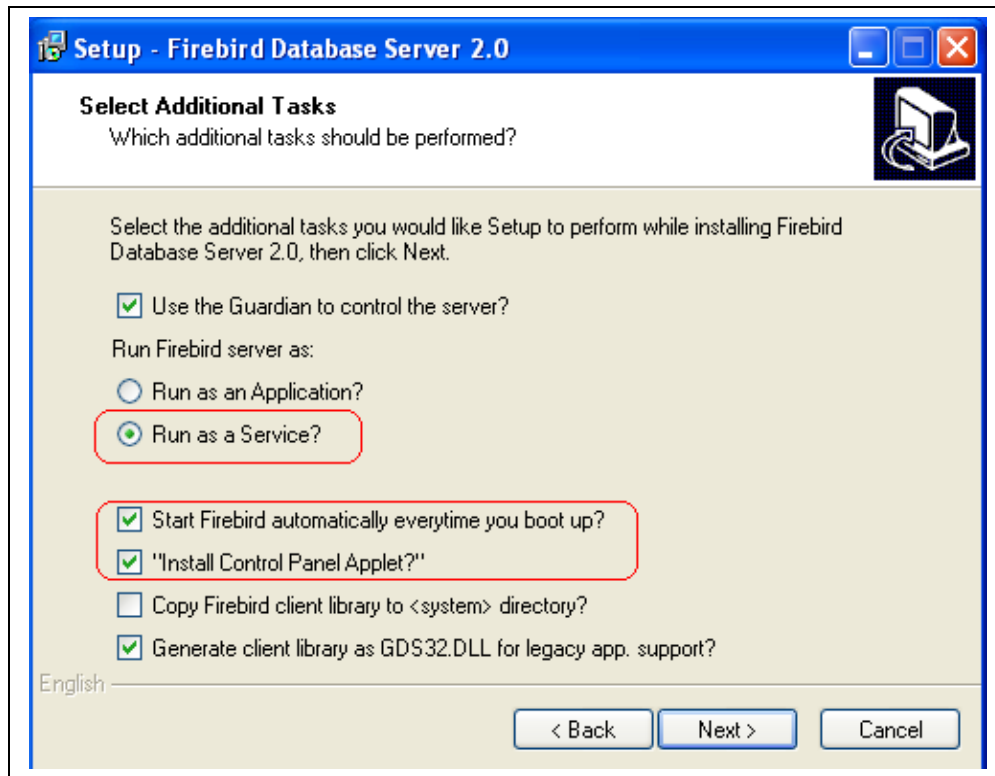 Setup - Firebird Database Server 2.0
Select Additional Tasks
Which additional tasks should be performed?
Select the additional tasks you would like Setup to perform while installing Firebird
Database Server 2.0, then click Next.
Use the Guardian to control the server?
Run Firebird server as:
Run as an Application?
Run as a Service?
Start Firebird automatically everytime you boot up?
"Install Control Panel Applet?"
Copy Firebird client library to <system> directory?
Generate client library as GDS32.DLL for legacy app. support?
English
< Back Next > Cancel